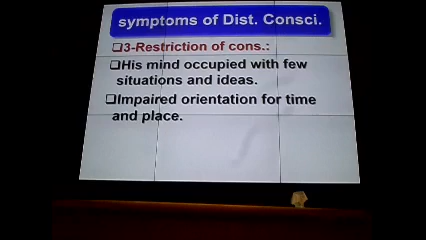 symptoms of Dist. Consci.
❑3-Restriction of cons.:
❑His mind occupied with few
situations and ideas.
❑Impaired orientation for time
and place.